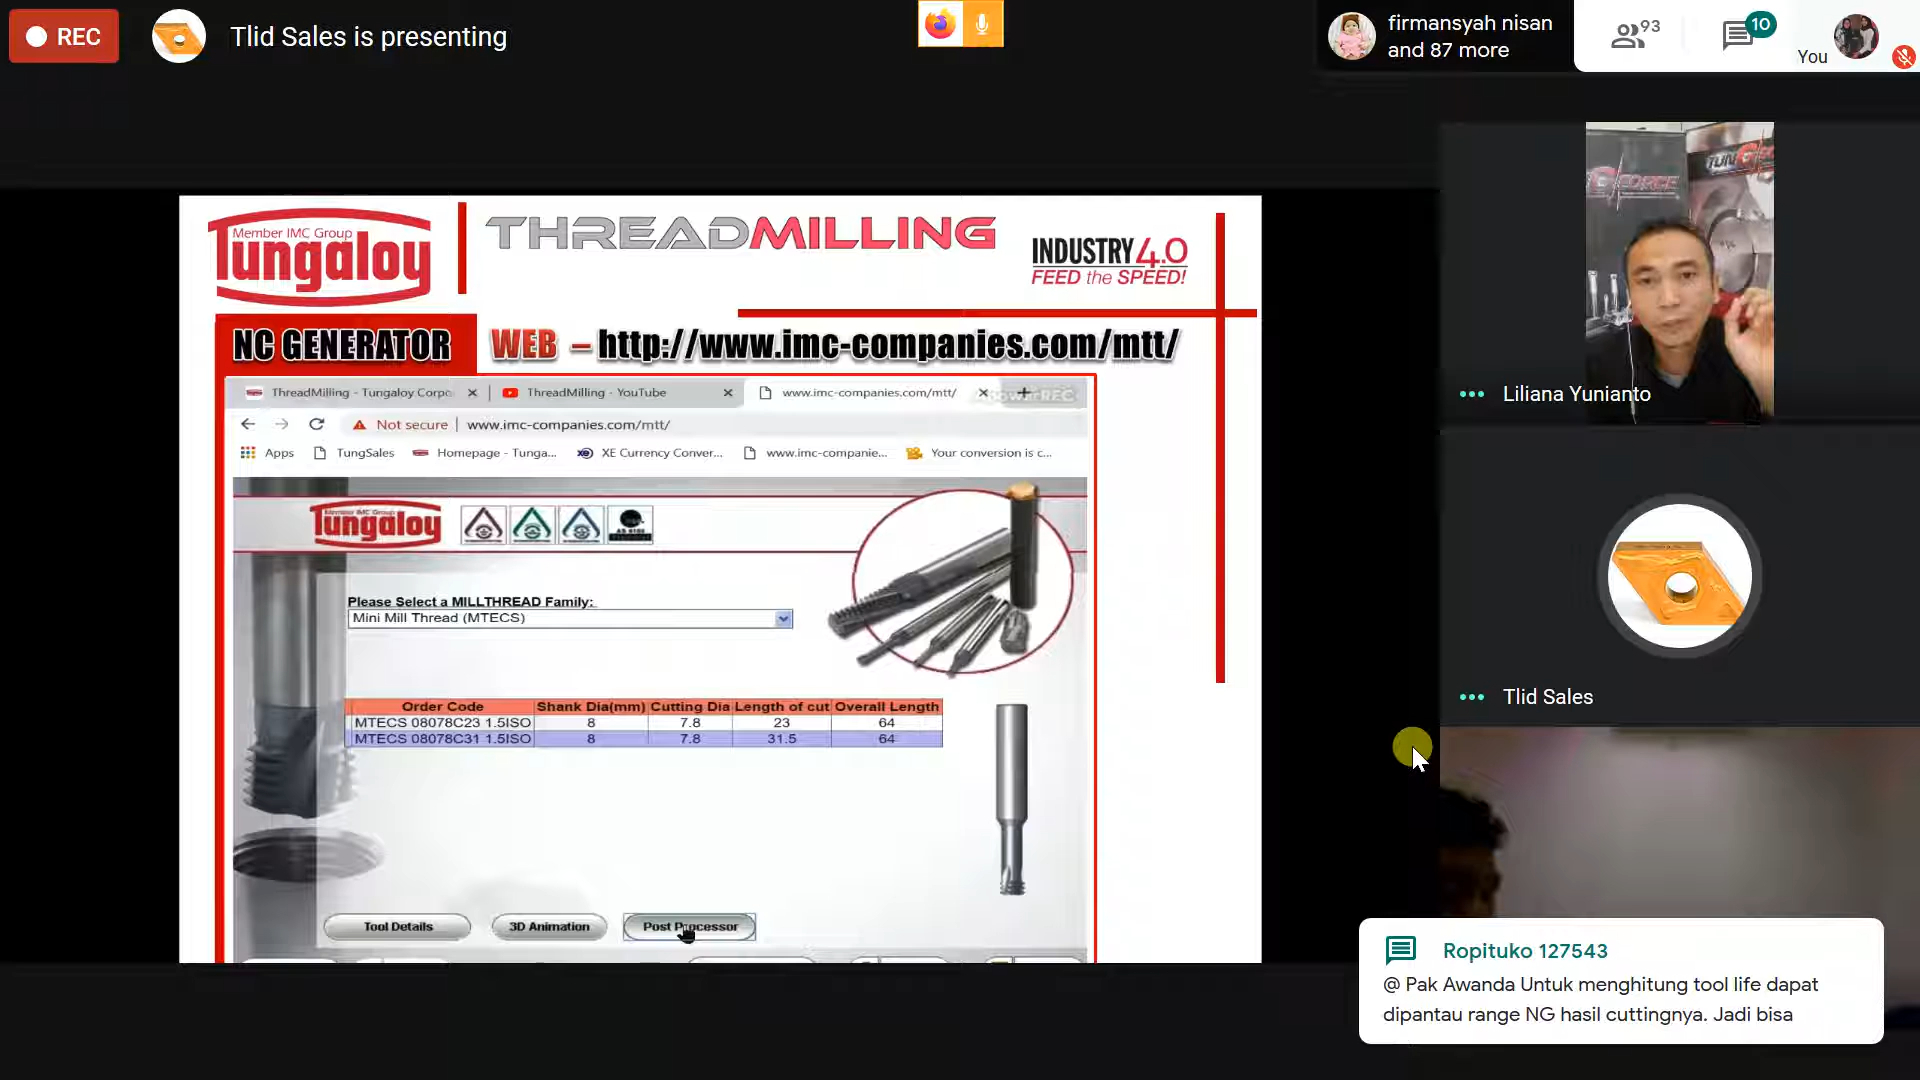 REC
Tlid Sales is presenting
firmansyah nisan
and 87 more
93
10
You
Member IMC Group
Tungaloy
THREADMILLING
INDUSTRY 4.0
FEED the SPEED!
NC GENERATOR
WEB – http://www.imc-companies.com/mtt/
ThreadMilling - Tungaloy Corpo
ThreadMilling - YouTube
www.imc-companies.com/mtt/
Not secure
www.imc-companies.com/mtt/
Apps
TungSales
Homepage - Tunga...
XE Currency Conver...
www.imc-companie...
Your conversion is c...
Member IMC Group
Tungaloy
Please Select a MILLTHREAD Family:
Mini Mill Thread (MTECS)
Order Code Shank Dia(mm) Cutting Dia Length of cut Overall Length
MTECS 08078C23 1.5ISO 8 7.8 23 64
MTECS 08078C31 1.5ISO 8 7.8 31.5 64
Tool Details
3D Animation
Post Processor
Liliana Yunianto
Tlid Sales
Ropituko 127543
@ Pak Awanda Untuk menghitung tool life dapat
dipantau range NG hasil cuttingnya. Jadi bisa